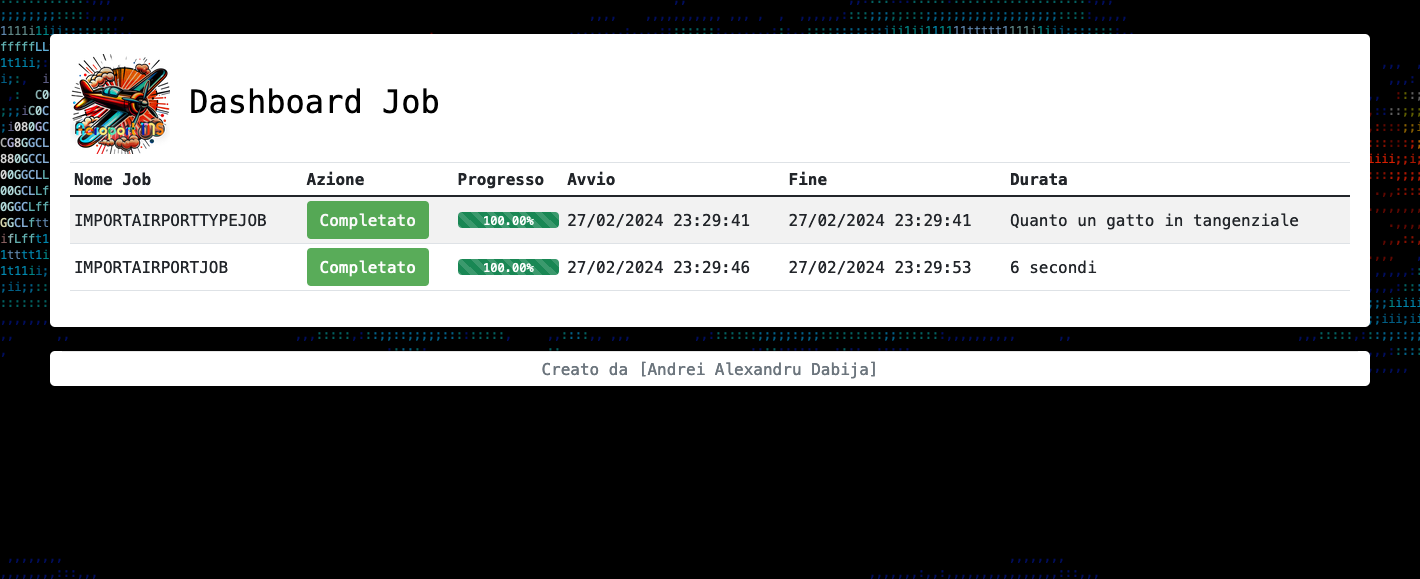 Dashboard Job
Nome Job Azione Progresso Avvio Fine Durata
IMPORTAIRPORTTYPEJOB Completato 100.00% 27/02/2024 23:29:41 27/02/2024 23:29:41 Quanto un gatto in tangenziale
IMPORTAIRPORTJOB Completato 100.00% 27/02/2024 23:29:46 27/02/2024 23:29:53 6 secondi
Creato da [Andrei Alexandru Dabija]